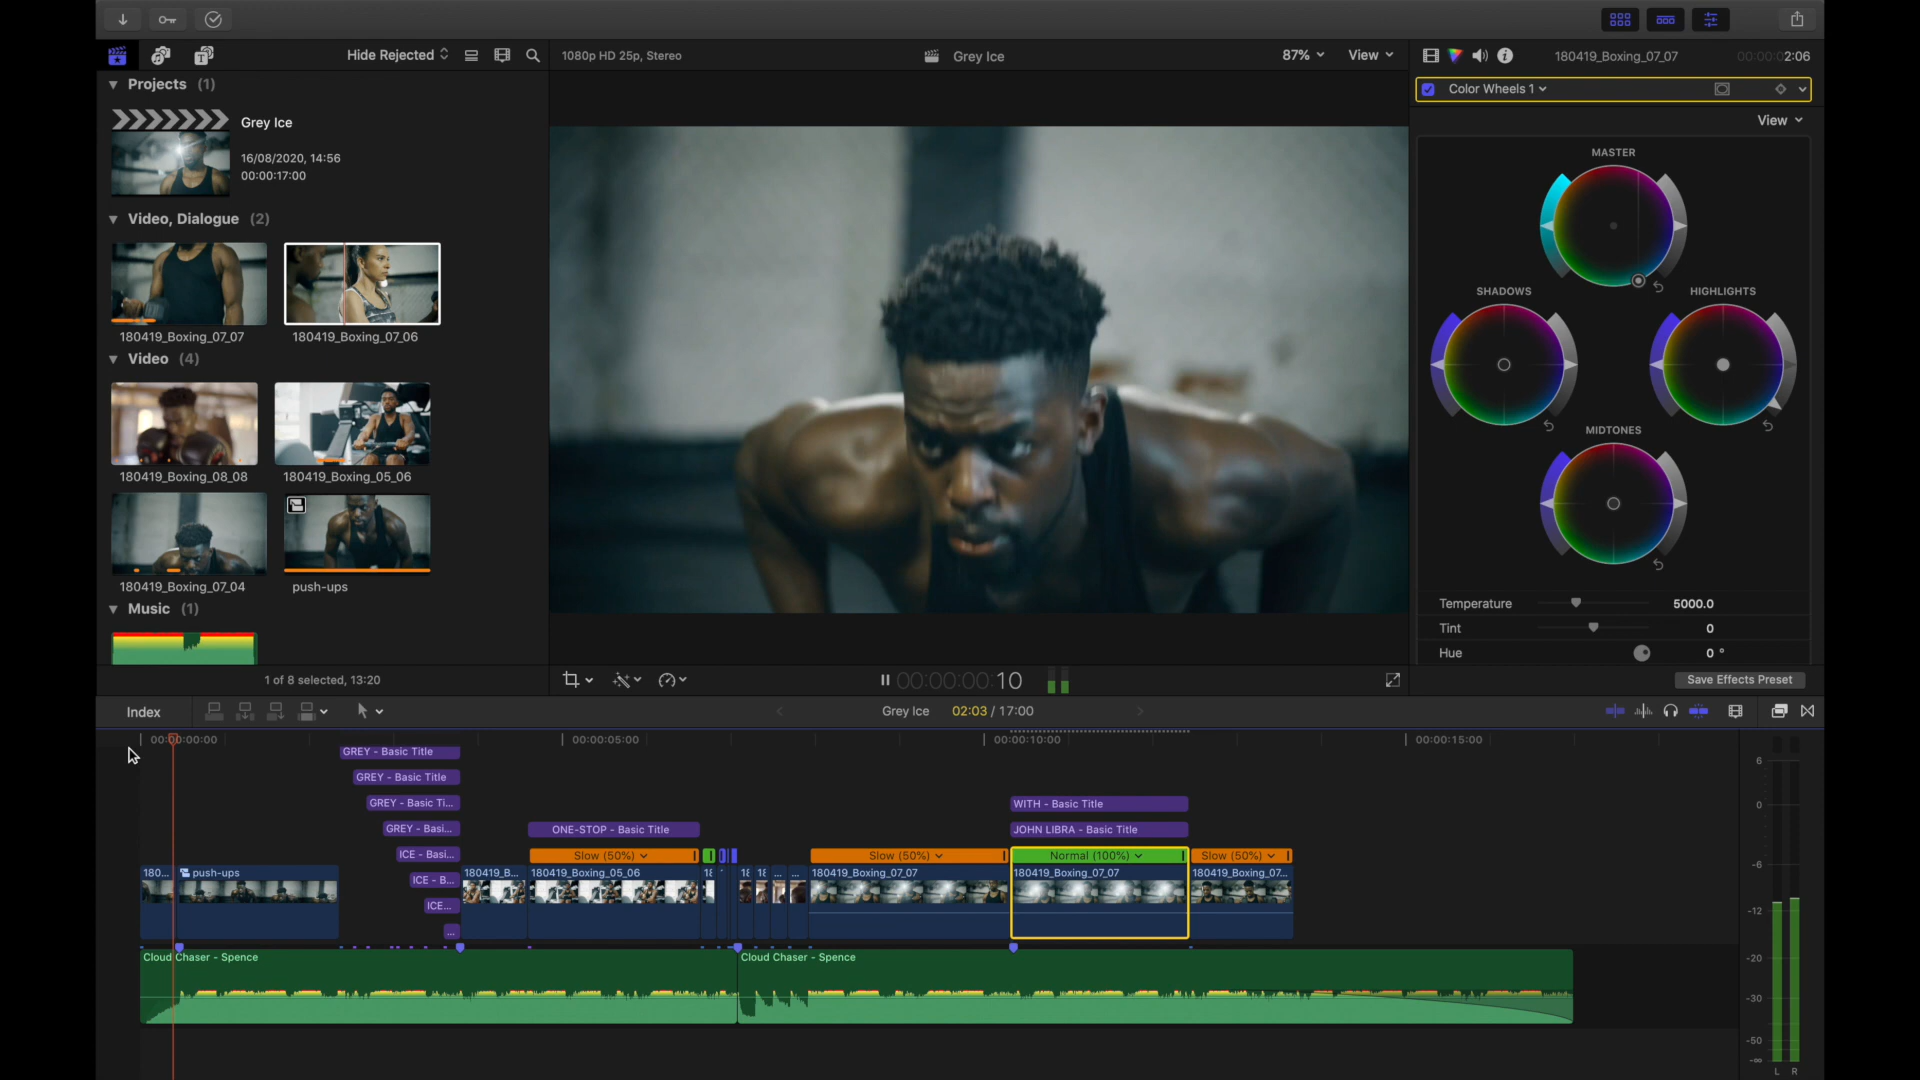 Hide Rejected
1080p HD 25p, Stereo
Grey Ice
87%
View
180419_Boxing_07_07
00:00:02:06
Projects (1)
Grey Ice
16/08/2020, 14:56
00:00:17:00
Video, Dialogue (2)
180419_Boxing_07_07
180419_Boxing_07_06
Video (4)
180419_Boxing_08_08
180419_Boxing_05_06
180419_Boxing_07_04
push-ups
Music (1)
1 of 8 selected, 13:20
Color Wheels 1
View
MASTER
SHADOWS
HIGHLIGHTS
MIDTONES
Temperature 5000.0
Tint 0
Hue 0 °
Save Effects Preset
00:00:00:10
Index
Grey Ice 02:03 / 17:00
00:00:00:00
00:00:05:00
00:00:10:00
00:00:15:00
GREY - Basic Title
GREY - Basic Title
GREY - Basic Ti...
GREY - Basi...
ICE - Basi...
ICE - B...
ICE...
...
ONE-STOP - Basic Title
WITH - Basic Title
JOHN LIBRA - Basic Title
Slow (50%)
Slow (50%)
Normal (100%)
Slow (50%)
180...
push-ups
180419_B...
180419_Boxing_05_06
18
18
18
...
...
180419_Boxing_07_07
180419_Boxing_07_07
180419_Boxing_07...
Cloud Chaser - Spence
Cloud Chaser - Spence
6
0
-6
-12
-20
-30
-50
-∞
L R